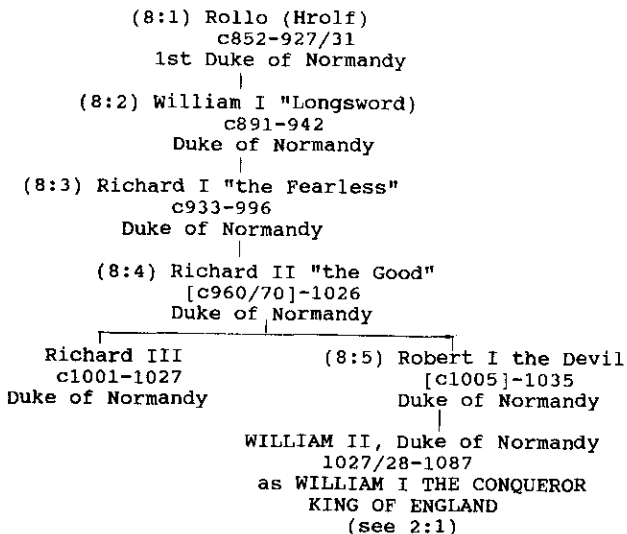 (8:1) Rollo (Hrolf)
c852-927/31
1st Duke of Normandy
(8:2) William I "Longsword)
c891-942
Duke of Normandy
(8:3) Richard I "the Fearless"
c933-996
Duke of Normandy
(8:4) Richard II "the Good"
[c960/70]-1026
Duke of Normandy
Richard III
c1001-1027
Duke of Normandy
(8:5) Robert I the Devil
[c1005]-1035
Duke of Normandy
WILLIAM II, Duke of Normandy
1027/28-1087
as WILLIAM I THE CONQUEROR
KING OF ENGLAND
(see 2:1)